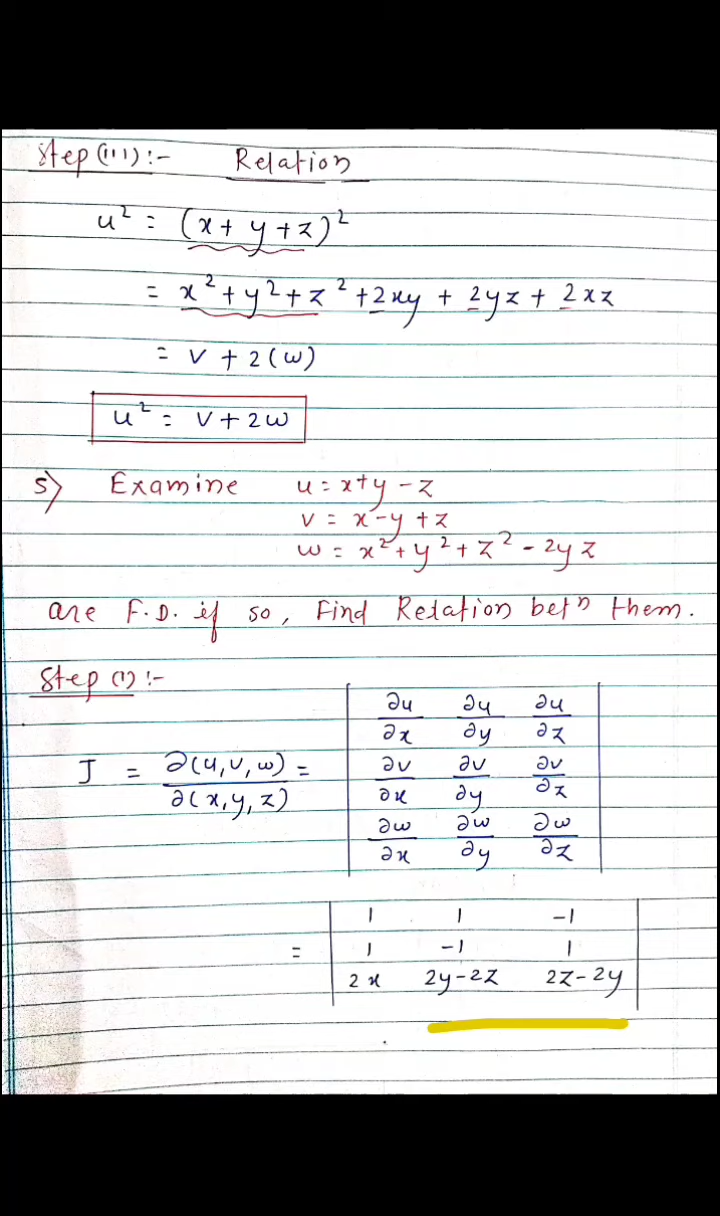 Step (III) :- Relation
u² = (x + y + z)²
= x² + y² + z² + 2xy + 2yz + 2xz
= v + 2(w)
u² = v + 2w
5) Examine u = x+y -z
v = x-y +z
w = x² + y² + z² - 2yz
are F.D. if so, Find Relation betⁿ them.
Step (I) :-
J = ∂(u,v,w) / ∂(x,y,z) = | ∂u/∂x ∂u/∂y ∂u/∂z |
| ∂v/∂x ∂v/∂y ∂v/∂z |
| ∂w/∂x ∂w/∂y ∂w/∂z |
= | 1 1 -1 |
| 1 -1 1 |
| 2x 2y-2z 2z-2y |